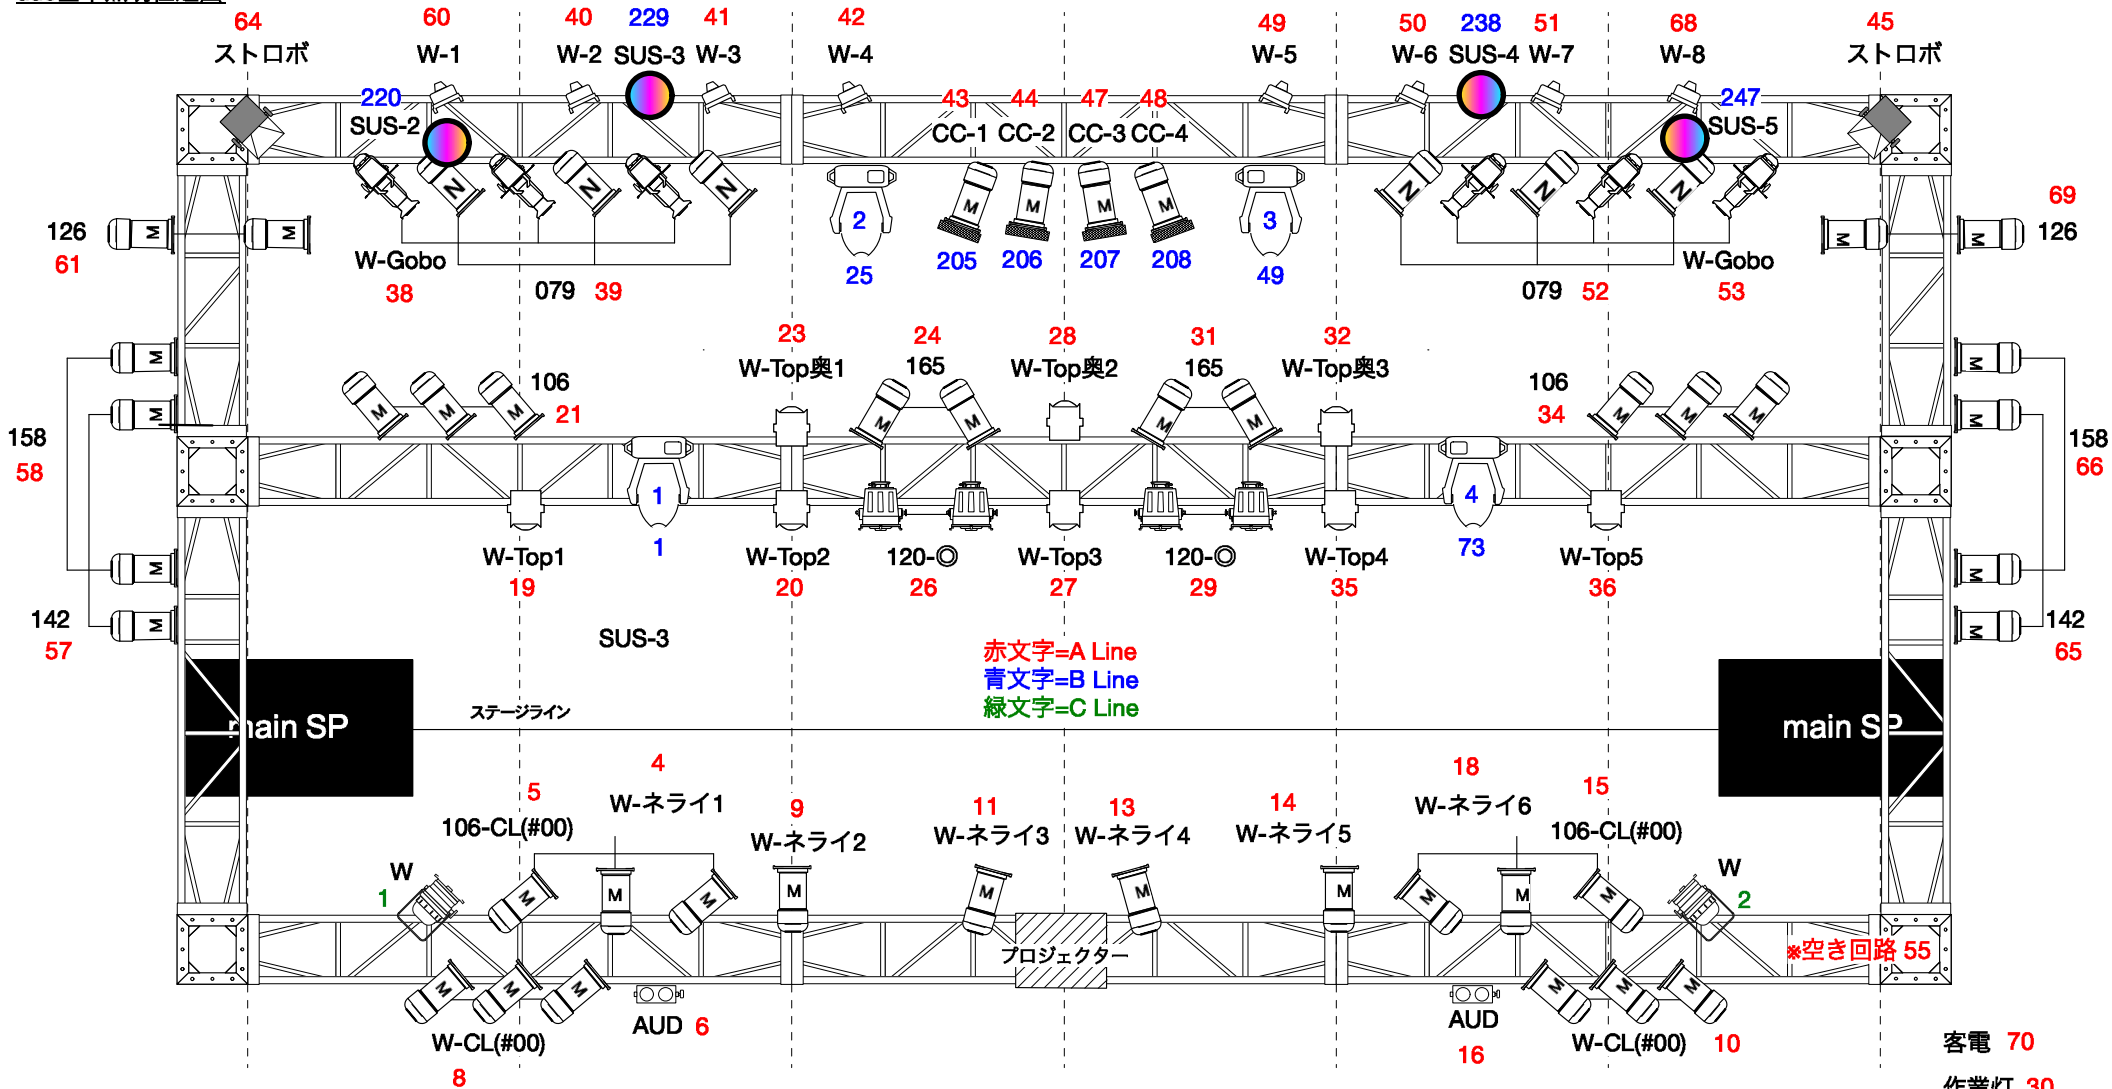 64 60 40 229 41 42 49 50 238 51 68 45
ストロボ W-1 W-2 SUS-3 W-3 W-4 W-5 W-6 SUS-4 W-7 W-8 ストロボ
220 43 44 47 48 247
SUS-2 CC-1 CC-2 CC-3 CC-4 SUS-5
N N N N N N
M M M M
69
126 M M 2 3 M M 126
61 W-Gobo 25 205 206 207 208 49 W-Gobo
38 079 39 079 52 53
23 24 28 31 32
W-Top奥1 165 W-Top奥2 165 W-Top奥3
M M
106 106
21 34
M M M M M M M M M M
M M
158 158
58 66
1 4
W-Top1 1 W-Top2 120-◎ W-Top3 120-◎ W-Top4 73 W-Top5
19 20 26 27 29 35 36
M M
142 M M 142
57 65
SUS-3
赤文字=A Line
青文字=B Line
緑文字=C Line
ステージライン
main SP main SP
4 18
5 W-ネライ1 9 11 13 14 W-ネライ6 15
106-CL(#00) W-ネライ2 W-ネライ3 W-ネライ4 W-ネライ5 106-CL(#00)
W W
1 2
M M M M M M M M M M
プロジェクター
※空き回路 55
M M M M M M
AUD 6 AUD
W-CL(#00) 16 W-CL(#00) 10
8
客電 70
作業灯 30